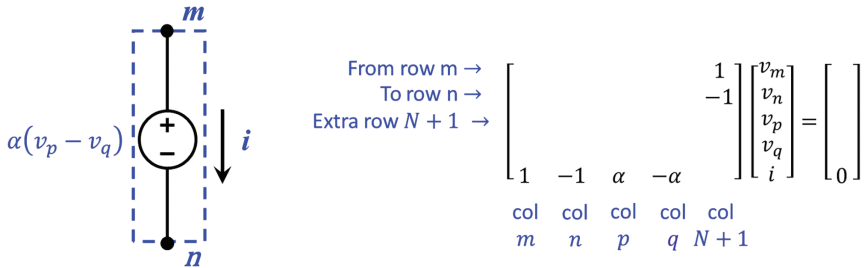 m
+
−
α(v_p − v_q)
i
n
From row m →
To row n →
Extra row N + 1 →
1
−1
1 −1 α −α
v_m
v_n
v_p
v_q
i
=
0
col col col col col
m n p q N + 1